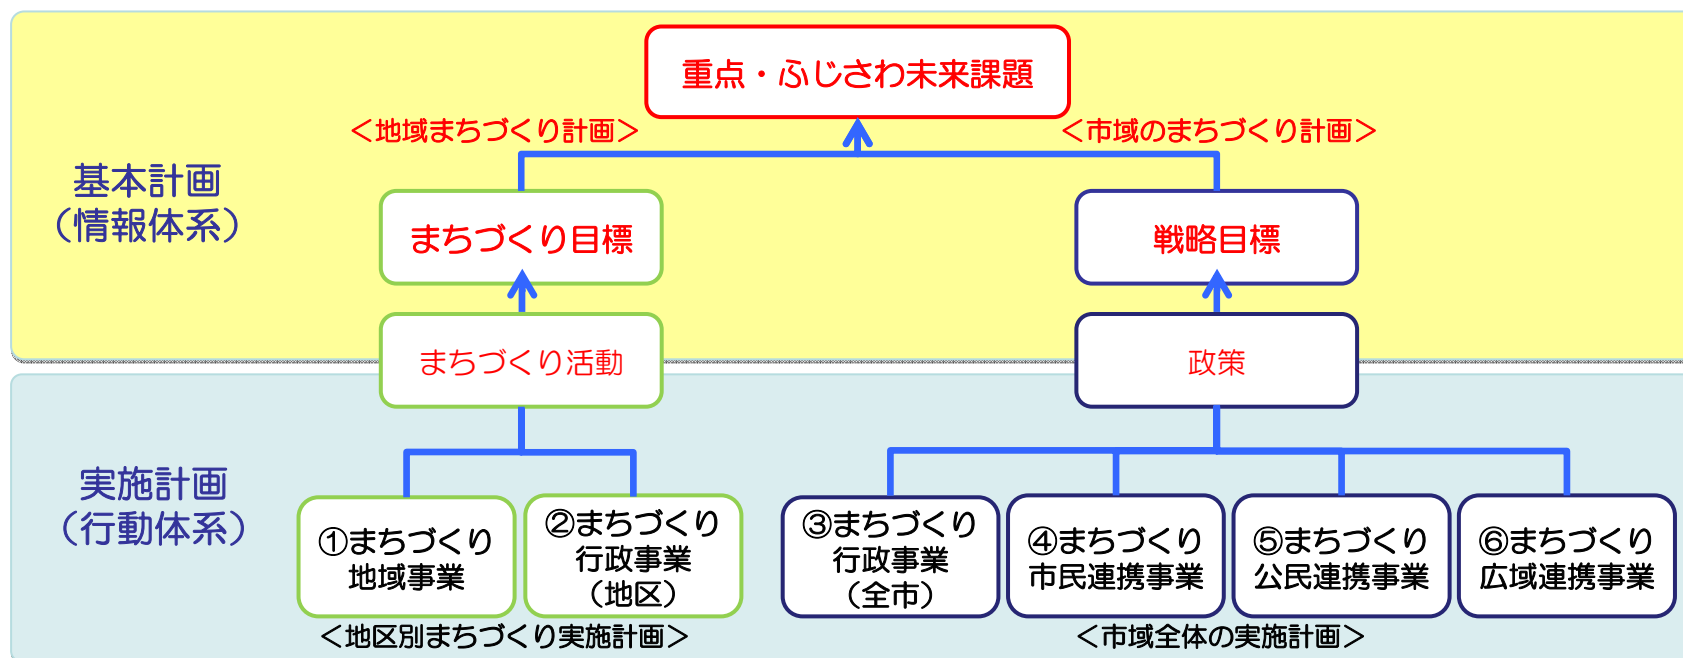 重点・ふじさわ未来課題
＜地域まちづくり計画＞
＜市域のまちづくり計画＞
基本計画
（情報体系）
まちづくり目標
戦略目標
まちづくり活動
政策
実施計画
（行動体系）
①まちづくり
地域事業
②まちづくり
行政事業
（地区）
③まちづくり
行政事業
（全市）
④まちづくり
市民連携事業
⑤まちづくり
公民連携事業
⑥まちづくり
広域連携事業
＜地区別まちづくり実施計画＞
＜市域全体の実施計画＞